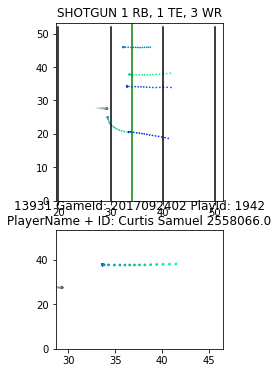 SHOTGUN 1 RB, 1 TE, 3 WR
50
40
30
20
10
0
20 30 40 50
13931 GameId: 2017092402 PlayId: 1942
PlayerName + ID: Curtis Samuel 2558066.0
40
20
0
30 35 40 45